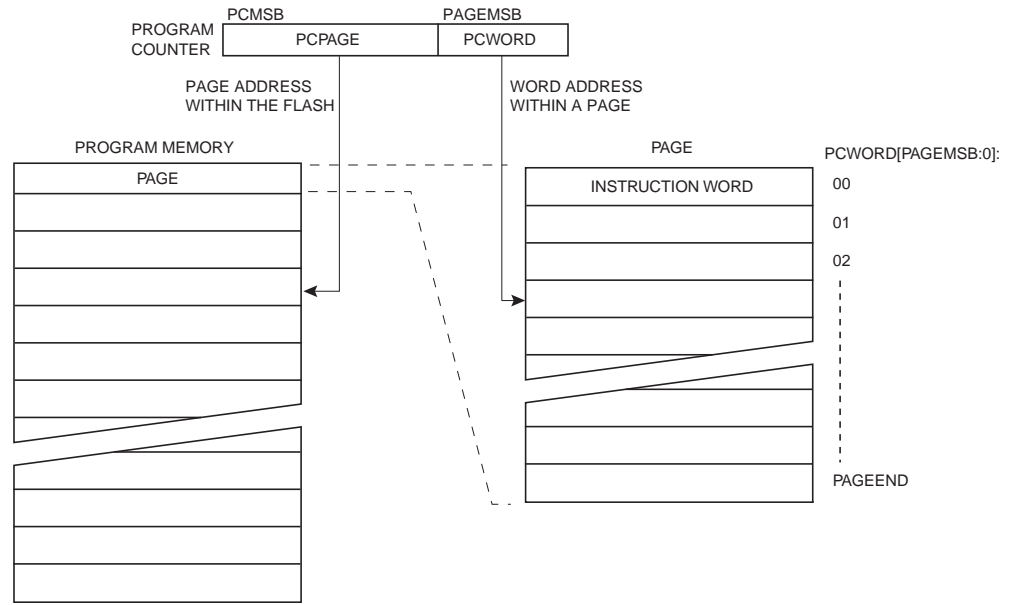 PCMSB PAGEMSB
PROGRAM
COUNTER
PCPAGE PCWORD
PAGE ADDRESS
WITHIN THE FLASH
WORD ADDRESS
WITHIN A PAGE
PROGRAM MEMORY
PAGE
PAGE
INSTRUCTION WORD
PCWORD[PAGEMSB:0]:
00
01
02
PAGEEND